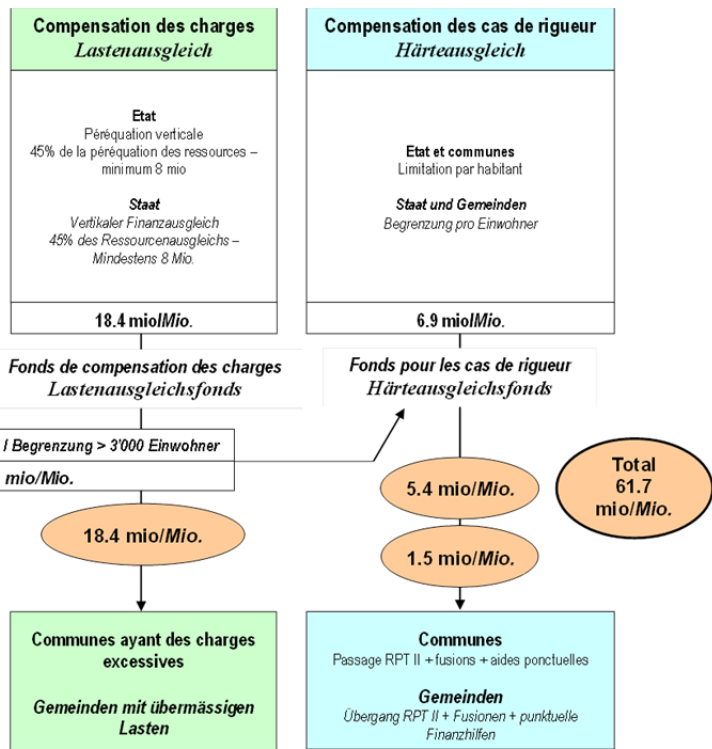 Compensation des charges
Lastenausgleich
Etat
Péréquation verticale
45% de la péréquation des ressources –
minimum 8 mio
Staat
Vertikaler Finanzausgleich
45% des Ressourcenausgleichs –
Mindestens 8 Mio.
18.4 mio/Mio.
Fonds de compensation des charges
Lastenausgleichsfonds
/ Begrenzung > 3'000 Einwohner
mio/Mio.
18.4 mio/Mio.
Communes ayant des charges
excessives
Gemeinden mit übermässigen
Lasten
Compensation des cas de rigueur
Härteausgleich
Etat et communes
Limitation par habitant
Staat und Gemeinden
Begrenzung pro Einwohner
6.9 mio/Mio.
Fonds pour les cas de rigueur
Härteausgleichsfonds
5.4 mio/Mio.
1.5 mio/Mio.
Communes
Passage RPT II + fusions + aides ponctuelles
Gemeinden
Übergang RPT II + Fusionen + punktuelle
Finanzhilfen
Total
61.7
mio/Mio.